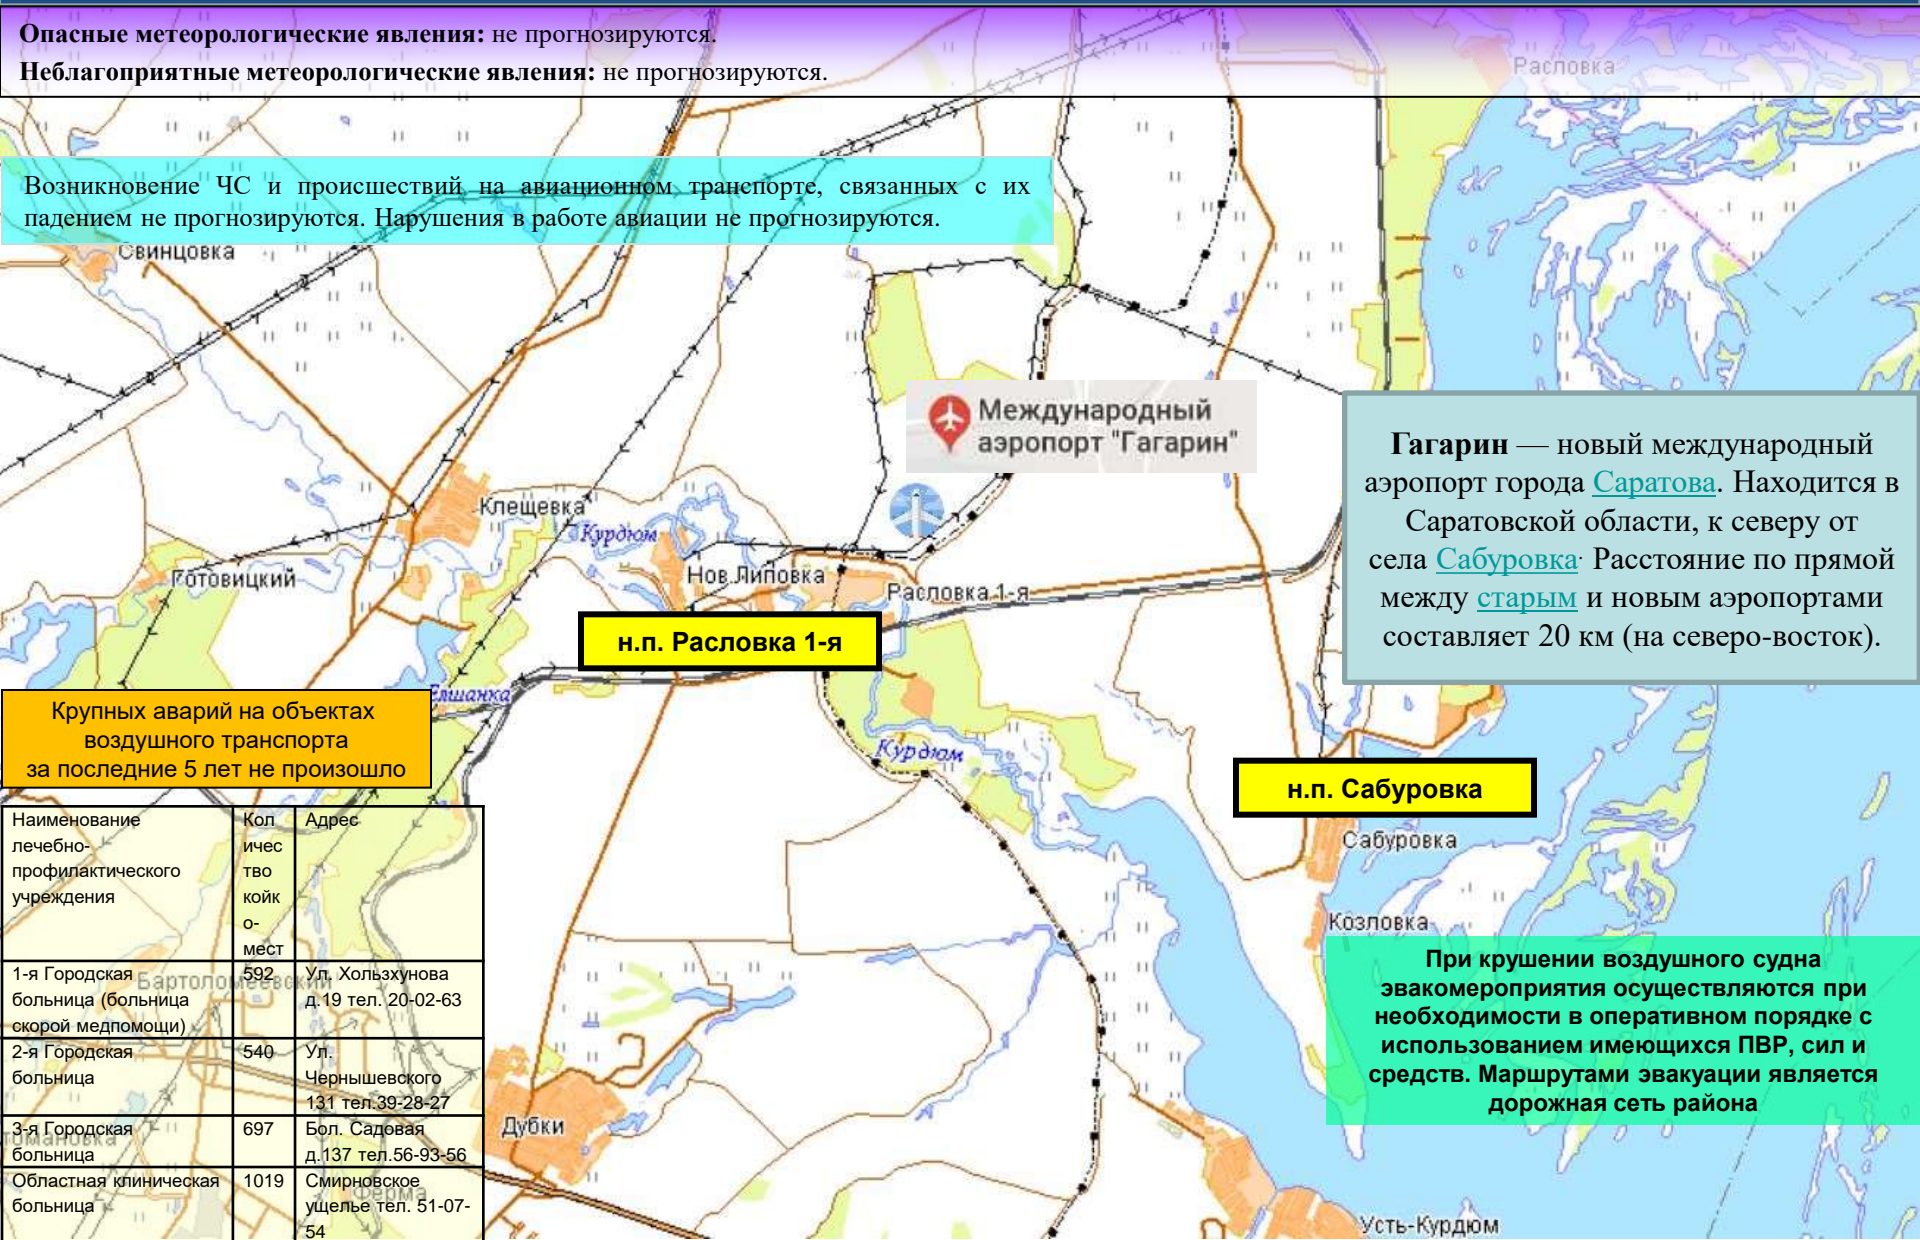 Опасные метеорологические явления: не прогнозируются.
Неблагоприятные метеорологические явления: не прогнозируются.
Расловка
Возникновение ЧС и происшествий на авиационном транспорте, связанных с их
падением не прогнозируются. Нарушения в работе авиации не прогнозируются.
Свинцовка
Международный
аэропорт "Гагарин"
Гагарин — новый международный
аэропорт города Саратова. Находится в
Саратовской области, к северу от
села Сабуровка. Расстояние по прямой
между старым и новым аэропортами
составляет 20 км (на северо-восток).
Клещевка
Курдюм
Готовицкий
Нов.Липовка
Расловка 1-я
н.п. Расловка 1-я
Елшанка
Крупных аварий на объектах
воздушного транспорта
за последние 5 лет не произошло
Курдюм
н.п. Сабуровка
Сабуровка
Козловка
Наименование
лечебно-
профилактического
учреждения
Кол
ичес
тво
койк
о-
мест
Адрес
1-я Городская
больница (больница
скорой медпомощи)
592
Ул. Хользхунова
д.19 тел. 20-02-63
Бартоломеевский
2-я Городская
больница
540
Ул.
Чернышевского
131 тел.39-28-27
3-я Городская
больница
697
Бол. Садовая
д.137 тел.56-93-56
Областная клиническая
больница
1019
Смирновское
ущелье тел. 51-07-
54
Ферма
Дубки
При крушении воздушного судна
эвакомероприятия осуществляются при
необходимости в оперативном порядке с
использованием имеющихся ПВР, сил и
средств. Маршрутами эвакуации является
дорожная сеть района
Усть-Курдюм